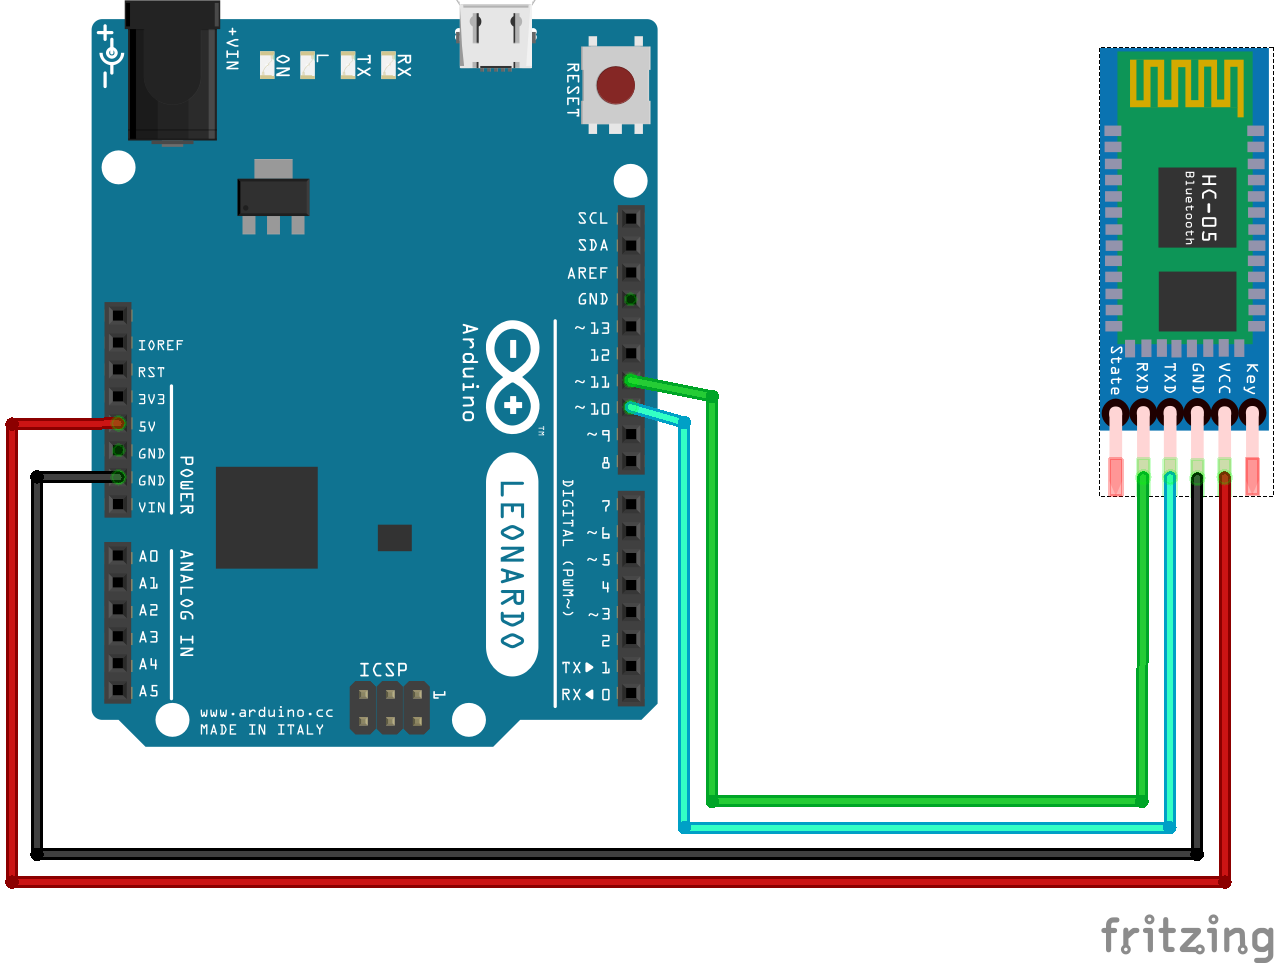 +VIN
ON
L
TX
RX
RESET
SCL
SDA
AREF
GND
~13
12
~11
~10
~9
8
7
~6
~5
4
~3
2
TX▶ 1
RX◀ 0
DIGITAL (PWM~)
IOREF
RST
3V3
5V
GND
GND
VIN
POWER
A0
A1
A2
A3
A4
A5
ANALOG IN
Arduino
TM
LEONARDO
ICSP
1
www.arduino.cc
MADE IN ITALY
HC-05
Bluetooth
State
RXD
TXD
GND
VCC
Key
fritzing